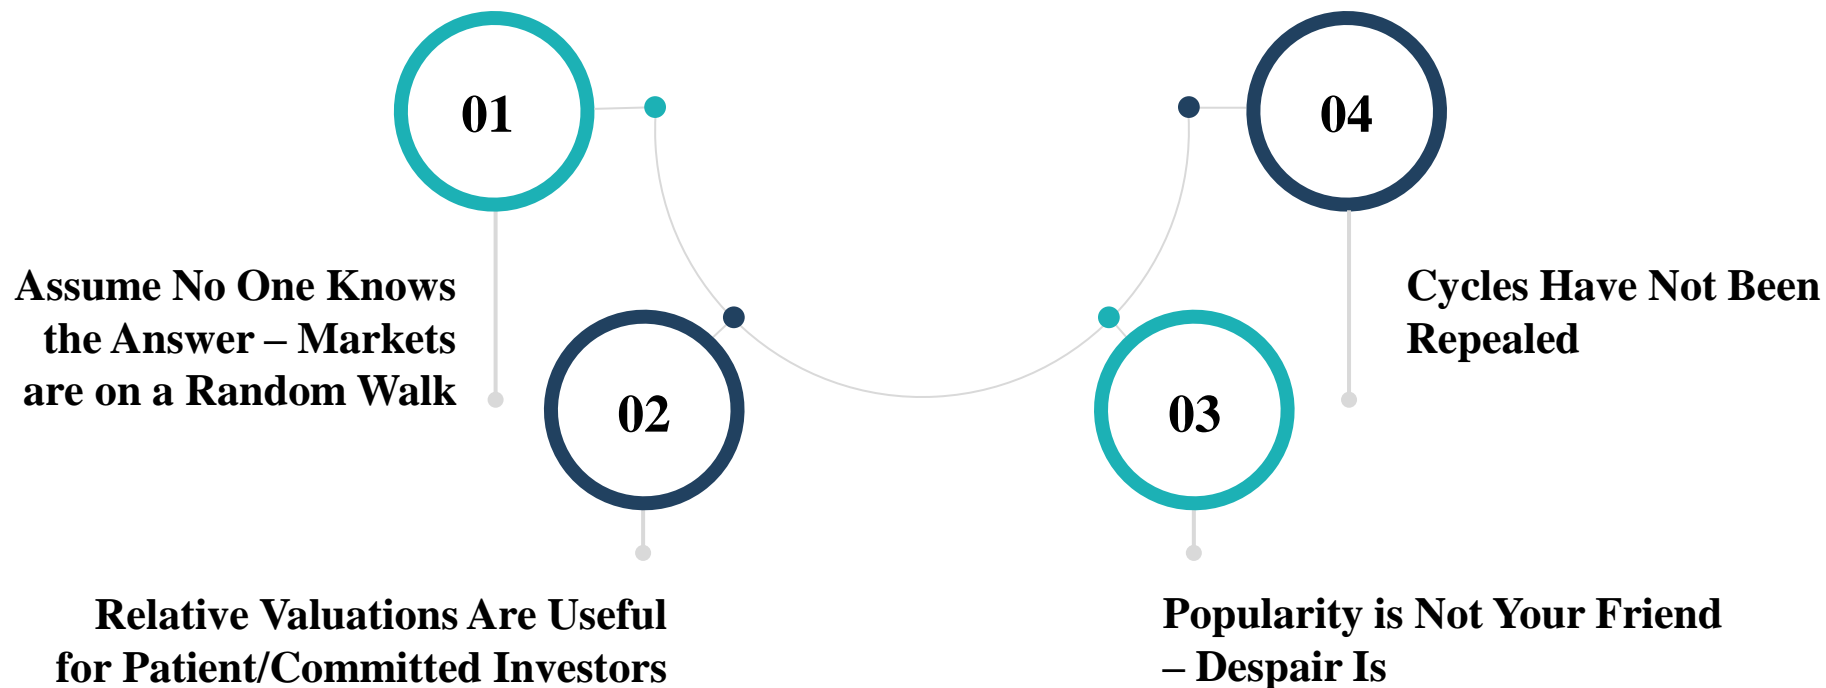 01
Assume No One Knows
the Answer – Markets
are on a Random Walk
02
Relative Valuations Are Useful
for Patient/Committed Investors
03
Popularity is Not Your Friend
– Despair Is
04
Cycles Have Not Been
Repealed